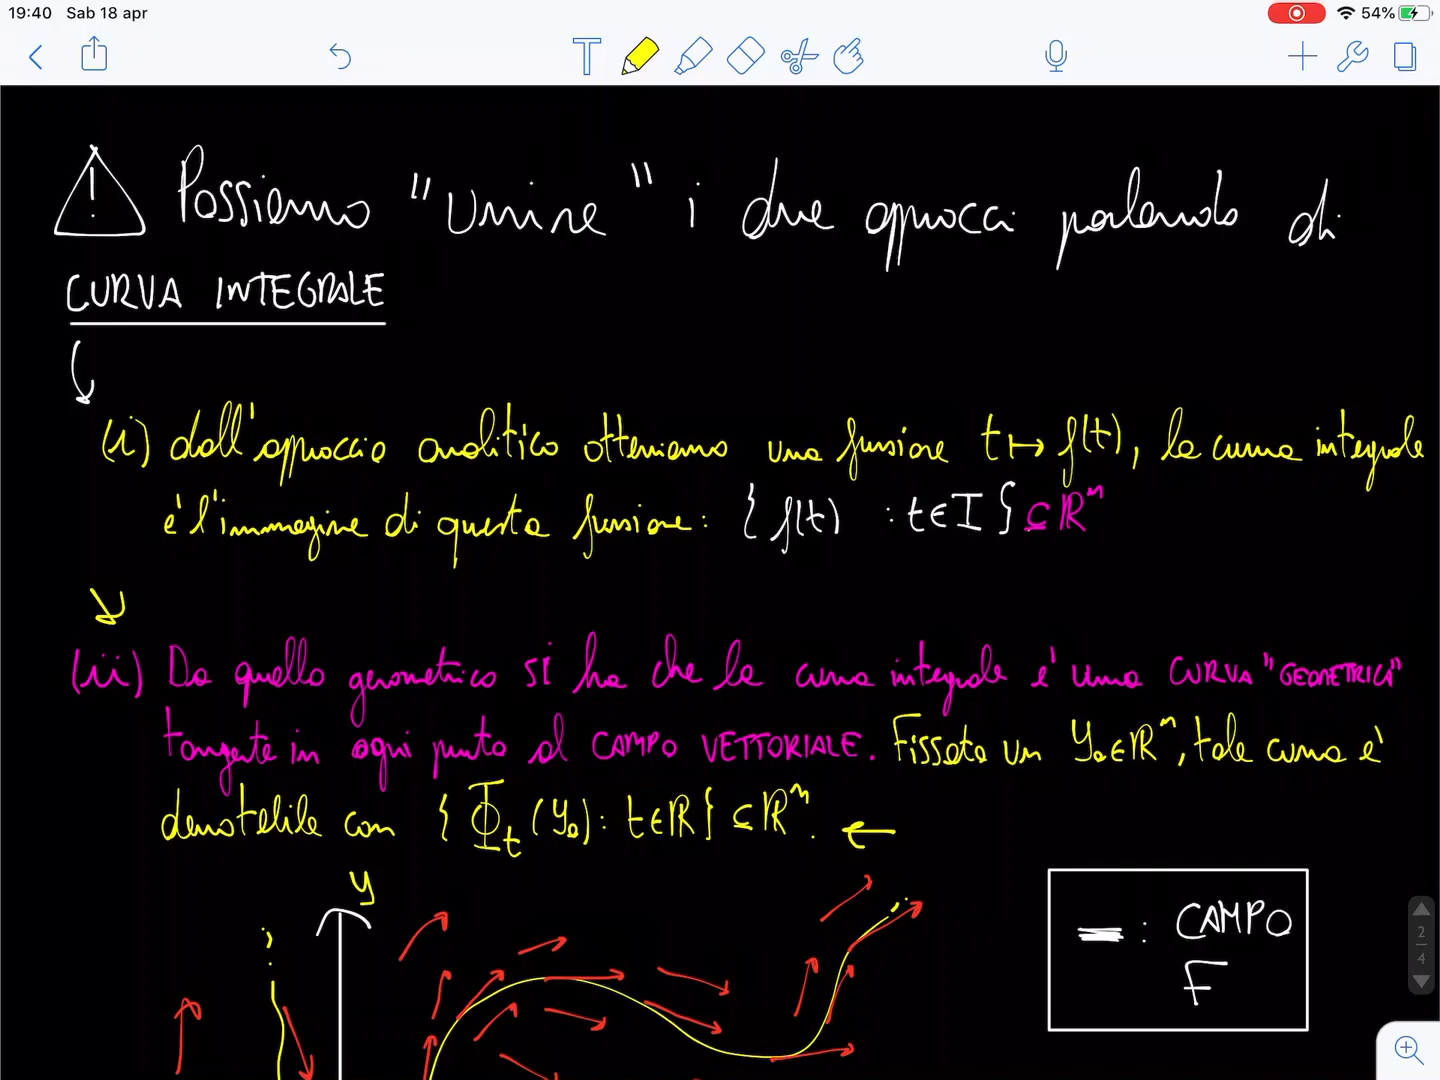 19:40 Sab 18 apr 54%
Possiamo "Unire" i due approcci parlando di
CURVA INTEGRALE
(i) dall'approccio analitico otteniamo una funzione t ↦ f(t), la curva integrale
è l'immagine di questa funzione: { f(t) : t ∈ I } ⊆ ℝⁿ
(ii) Da quello geometrico si ha che la curva integrale è una CURVA "GEOMETRICA"
tangente in ogni punto al CAMPO VETTORIALE. Fissato un y₀ ∈ ℝⁿ, tale curva è
denotabile con { Φₜ(y₀) : t ∈ ℝ } ⊆ ℝⁿ.
y
: CAMPO
F
2
4